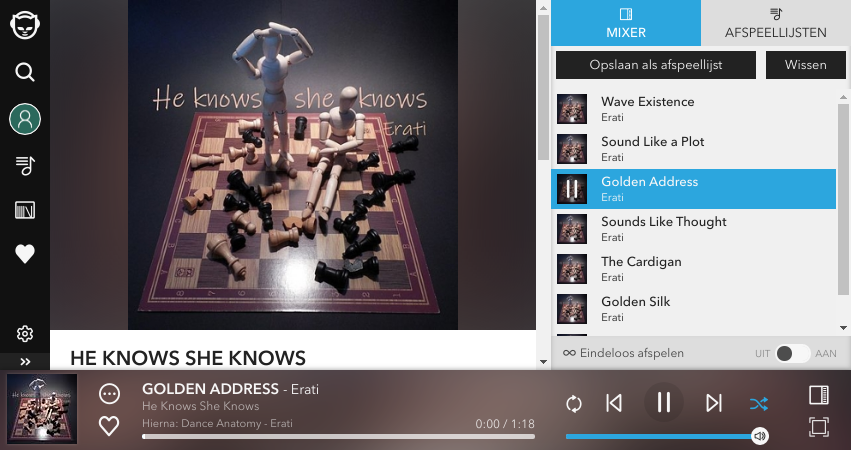 He knows she knows
Erati
HE KNOWS SHE KNOWS
MIXER
AFSPEELLIJSTEN
Opslaan als afspeellijst
Wissen
Wave Existence
Erati
Sound Like a Plot
Erati
Golden Address
Erati
Sounds Like Thought
Erati
The Cardigan
Erati
Golden Silk
Erati
Eindeloos afspelen
UIT
AAN
GOLDEN ADDRESS - Erati
He Knows She Knows
Hierna: Dance Anatomy - Erati
0:00 / 1:18